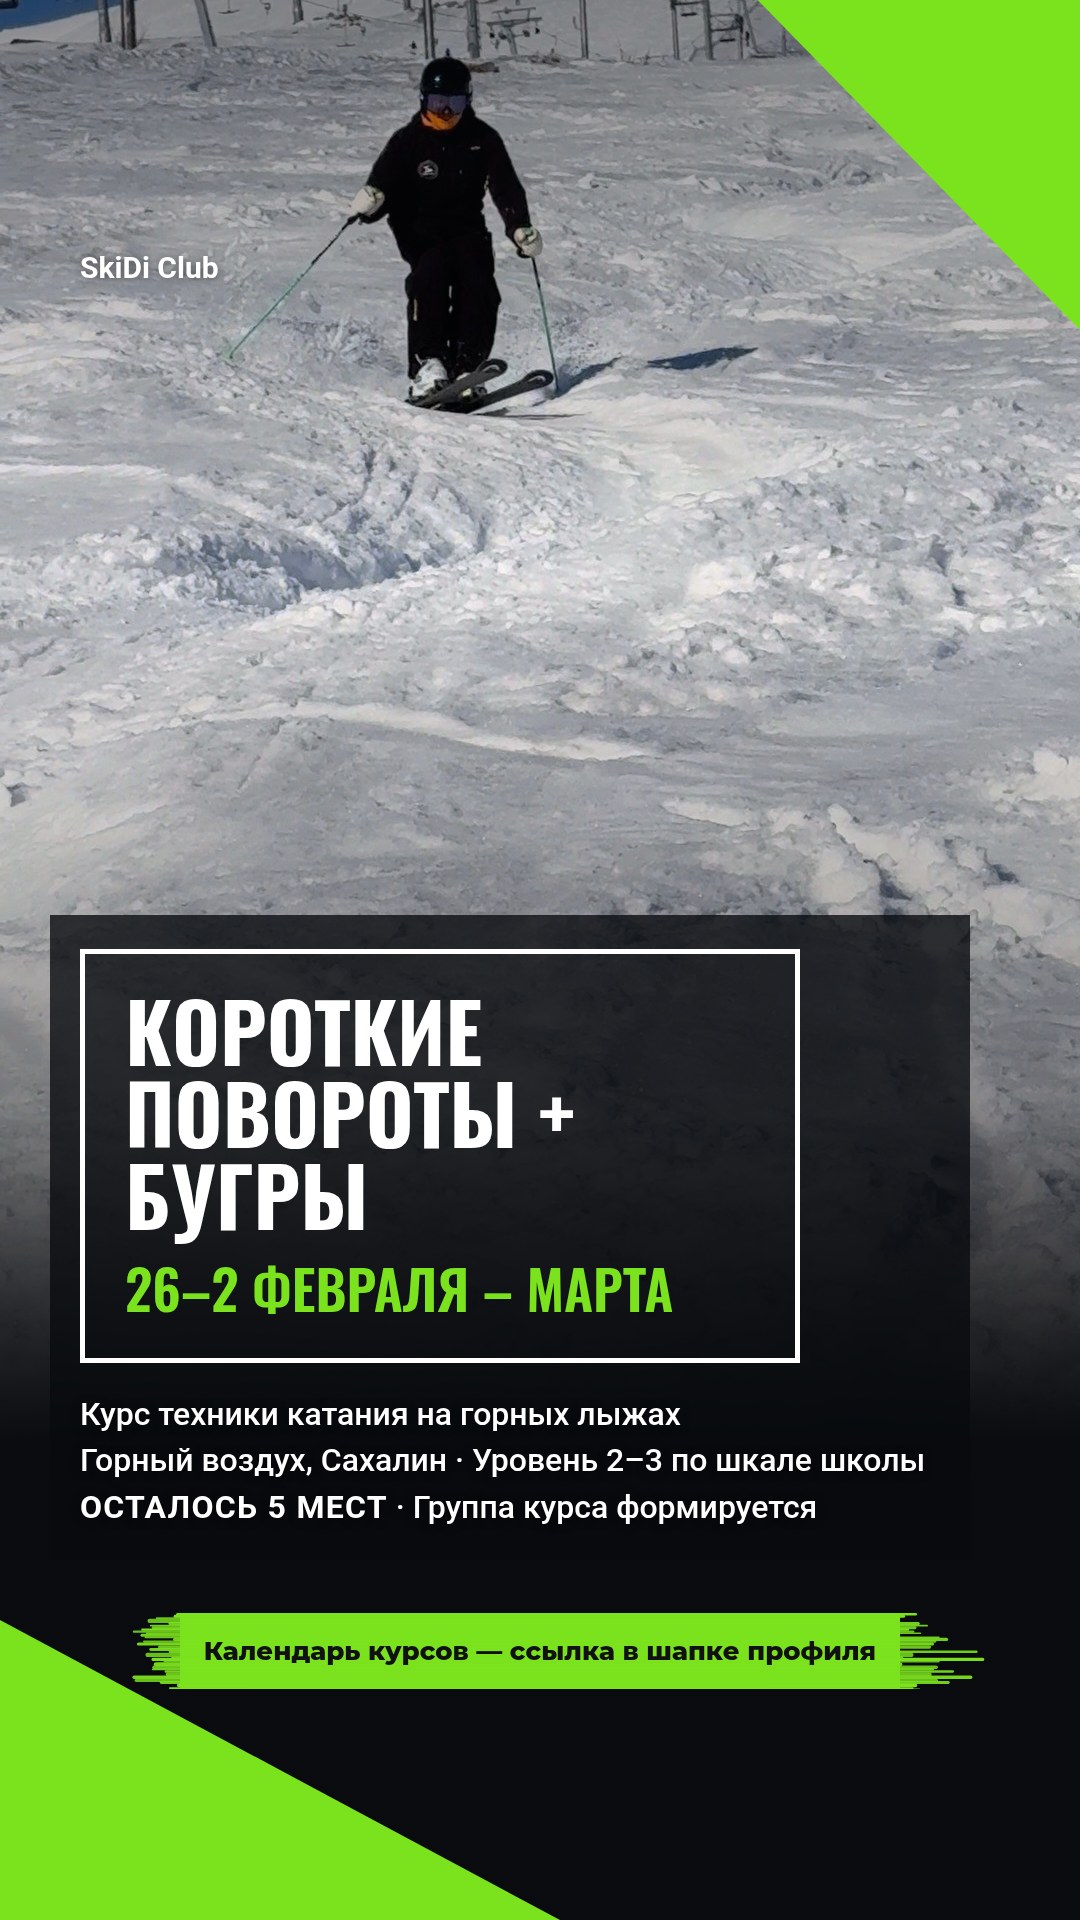 SkiDi Club
КОРОТКИЕ
ПОВОРОТЫ +
БУГРЫ
26–2 ФЕВРАЛЯ – МАРТА
Курс техники катания на горных лыжах
Горный воздух, Сахалин · Уровень 2–3 по шкале школы
ОСТАЛОСЬ 5 МЕСТ · Группа курса формируется
Календарь курсов — ссылка в шапке профиля